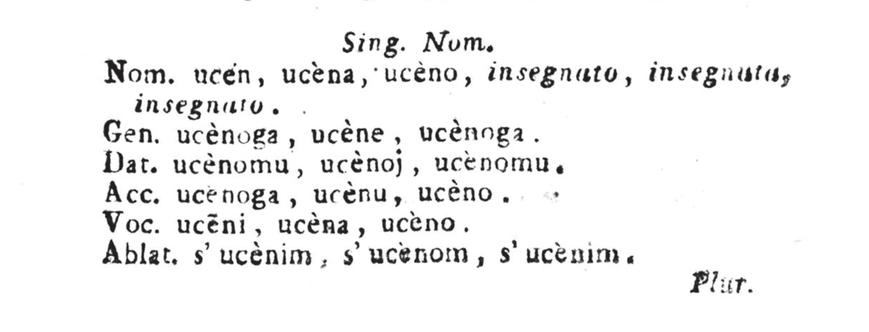 Sing. Num.
Nom. ucén, ucèna, ucèno, insegnato, insegnata,
insegnato.
Gen. ucènoga, ucène, ucènoga.
Dat. ucènomu, ucènoj, ucènomu.
Acc. ucènoga, ucènu, ucèno.
Voc. ucēni, ucèna, ucèno.
Ablat. s' ucènim, s' ucènom, s' ucènim.
Plur.